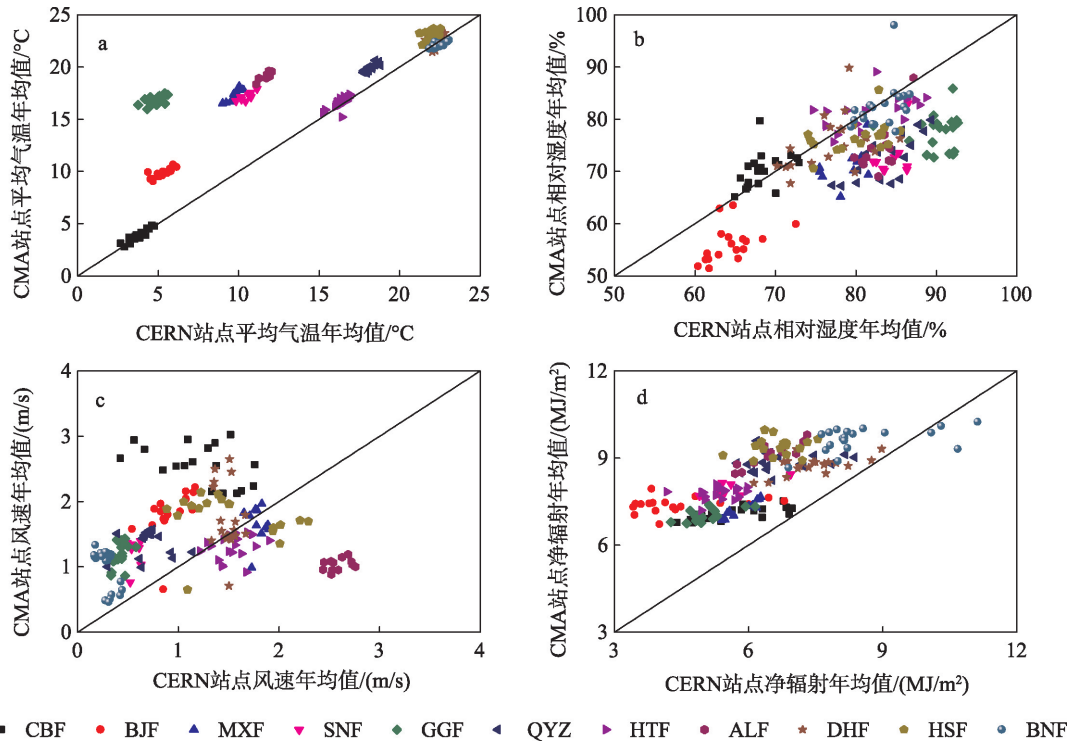 a
CMA站点平均气温年均值/°C
25
20
15
10
5
0
0 5 10 15 20 25
CERN站点平均气温年均值/°C
b
CMA站点相对湿度年均值/%
100
90
80
70
60
50
50 60 70 80 90 100
CERN站点相对湿度年均值/%
c
CMA站点风速年均值/(m/s)
4
3
2
1
0
0 1 2 3 4
CERN站点风速年均值/(m/s)
d
CMA站点净辐射年均值/(MJ/m²)
12
9
6
3
3 6 9 12
CERN站点净辐射年均值/(MJ/m²)
CBF BJF MXF SNF GGF QYZ HTF ALF DHF HSF BNF